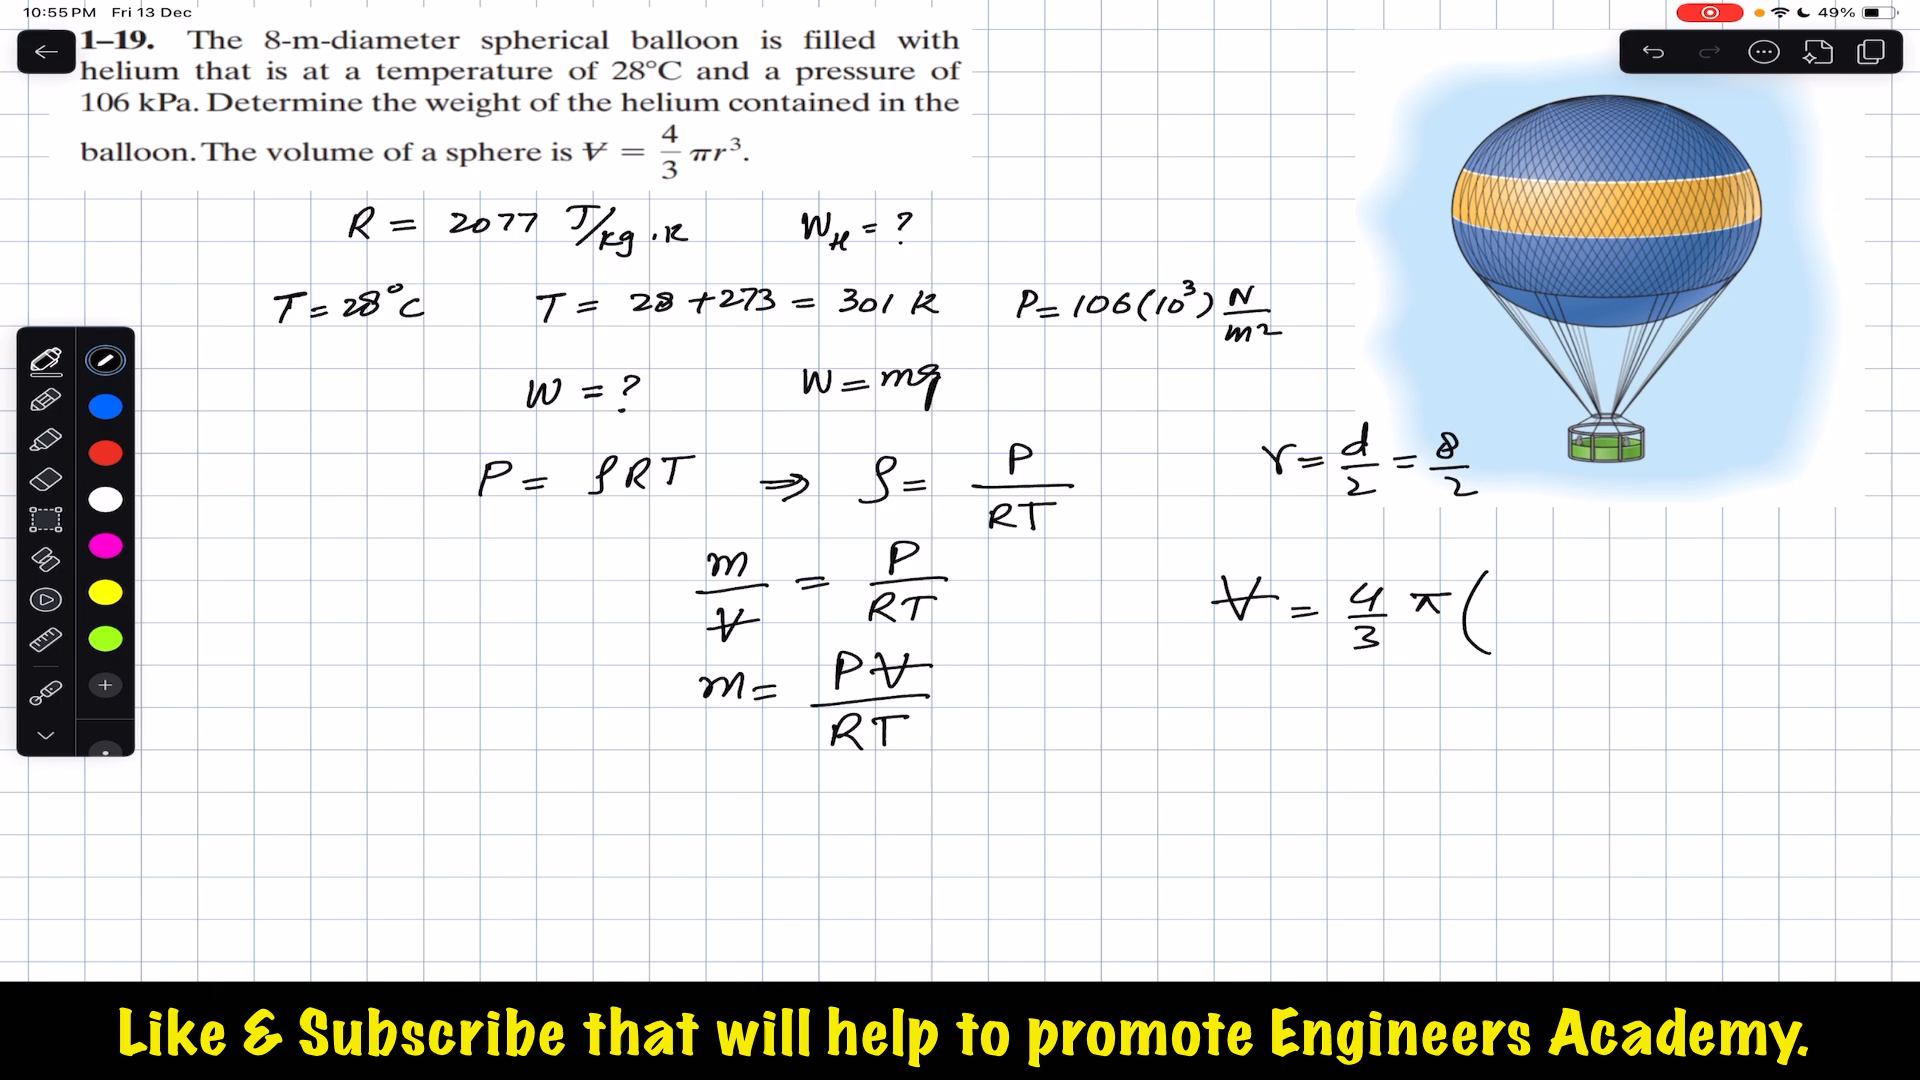 10:55 PM Fri 13 Dec
49%
1–19. The 8-m-diameter spherical balloon is filled with
helium that is at a temperature of 28°C and a pressure of
106 kPa. Determine the weight of the helium contained in the
balloon. The volume of a sphere is V̶ = 4/3 πr³.
R = 2077 J/kg.K W_H = ?
T = 28°C T = 28 + 273 = 301 K P = 106(10³) N/m²
W = ? W = mg
P = ρRT ⇒ ρ = P/RT r = d/2 = 8/2
m/V̶ = P/RT V̶ = 4/3 π(
m = PV̶/RT
Like & Subscribe that will help to promote Engineers Academy.